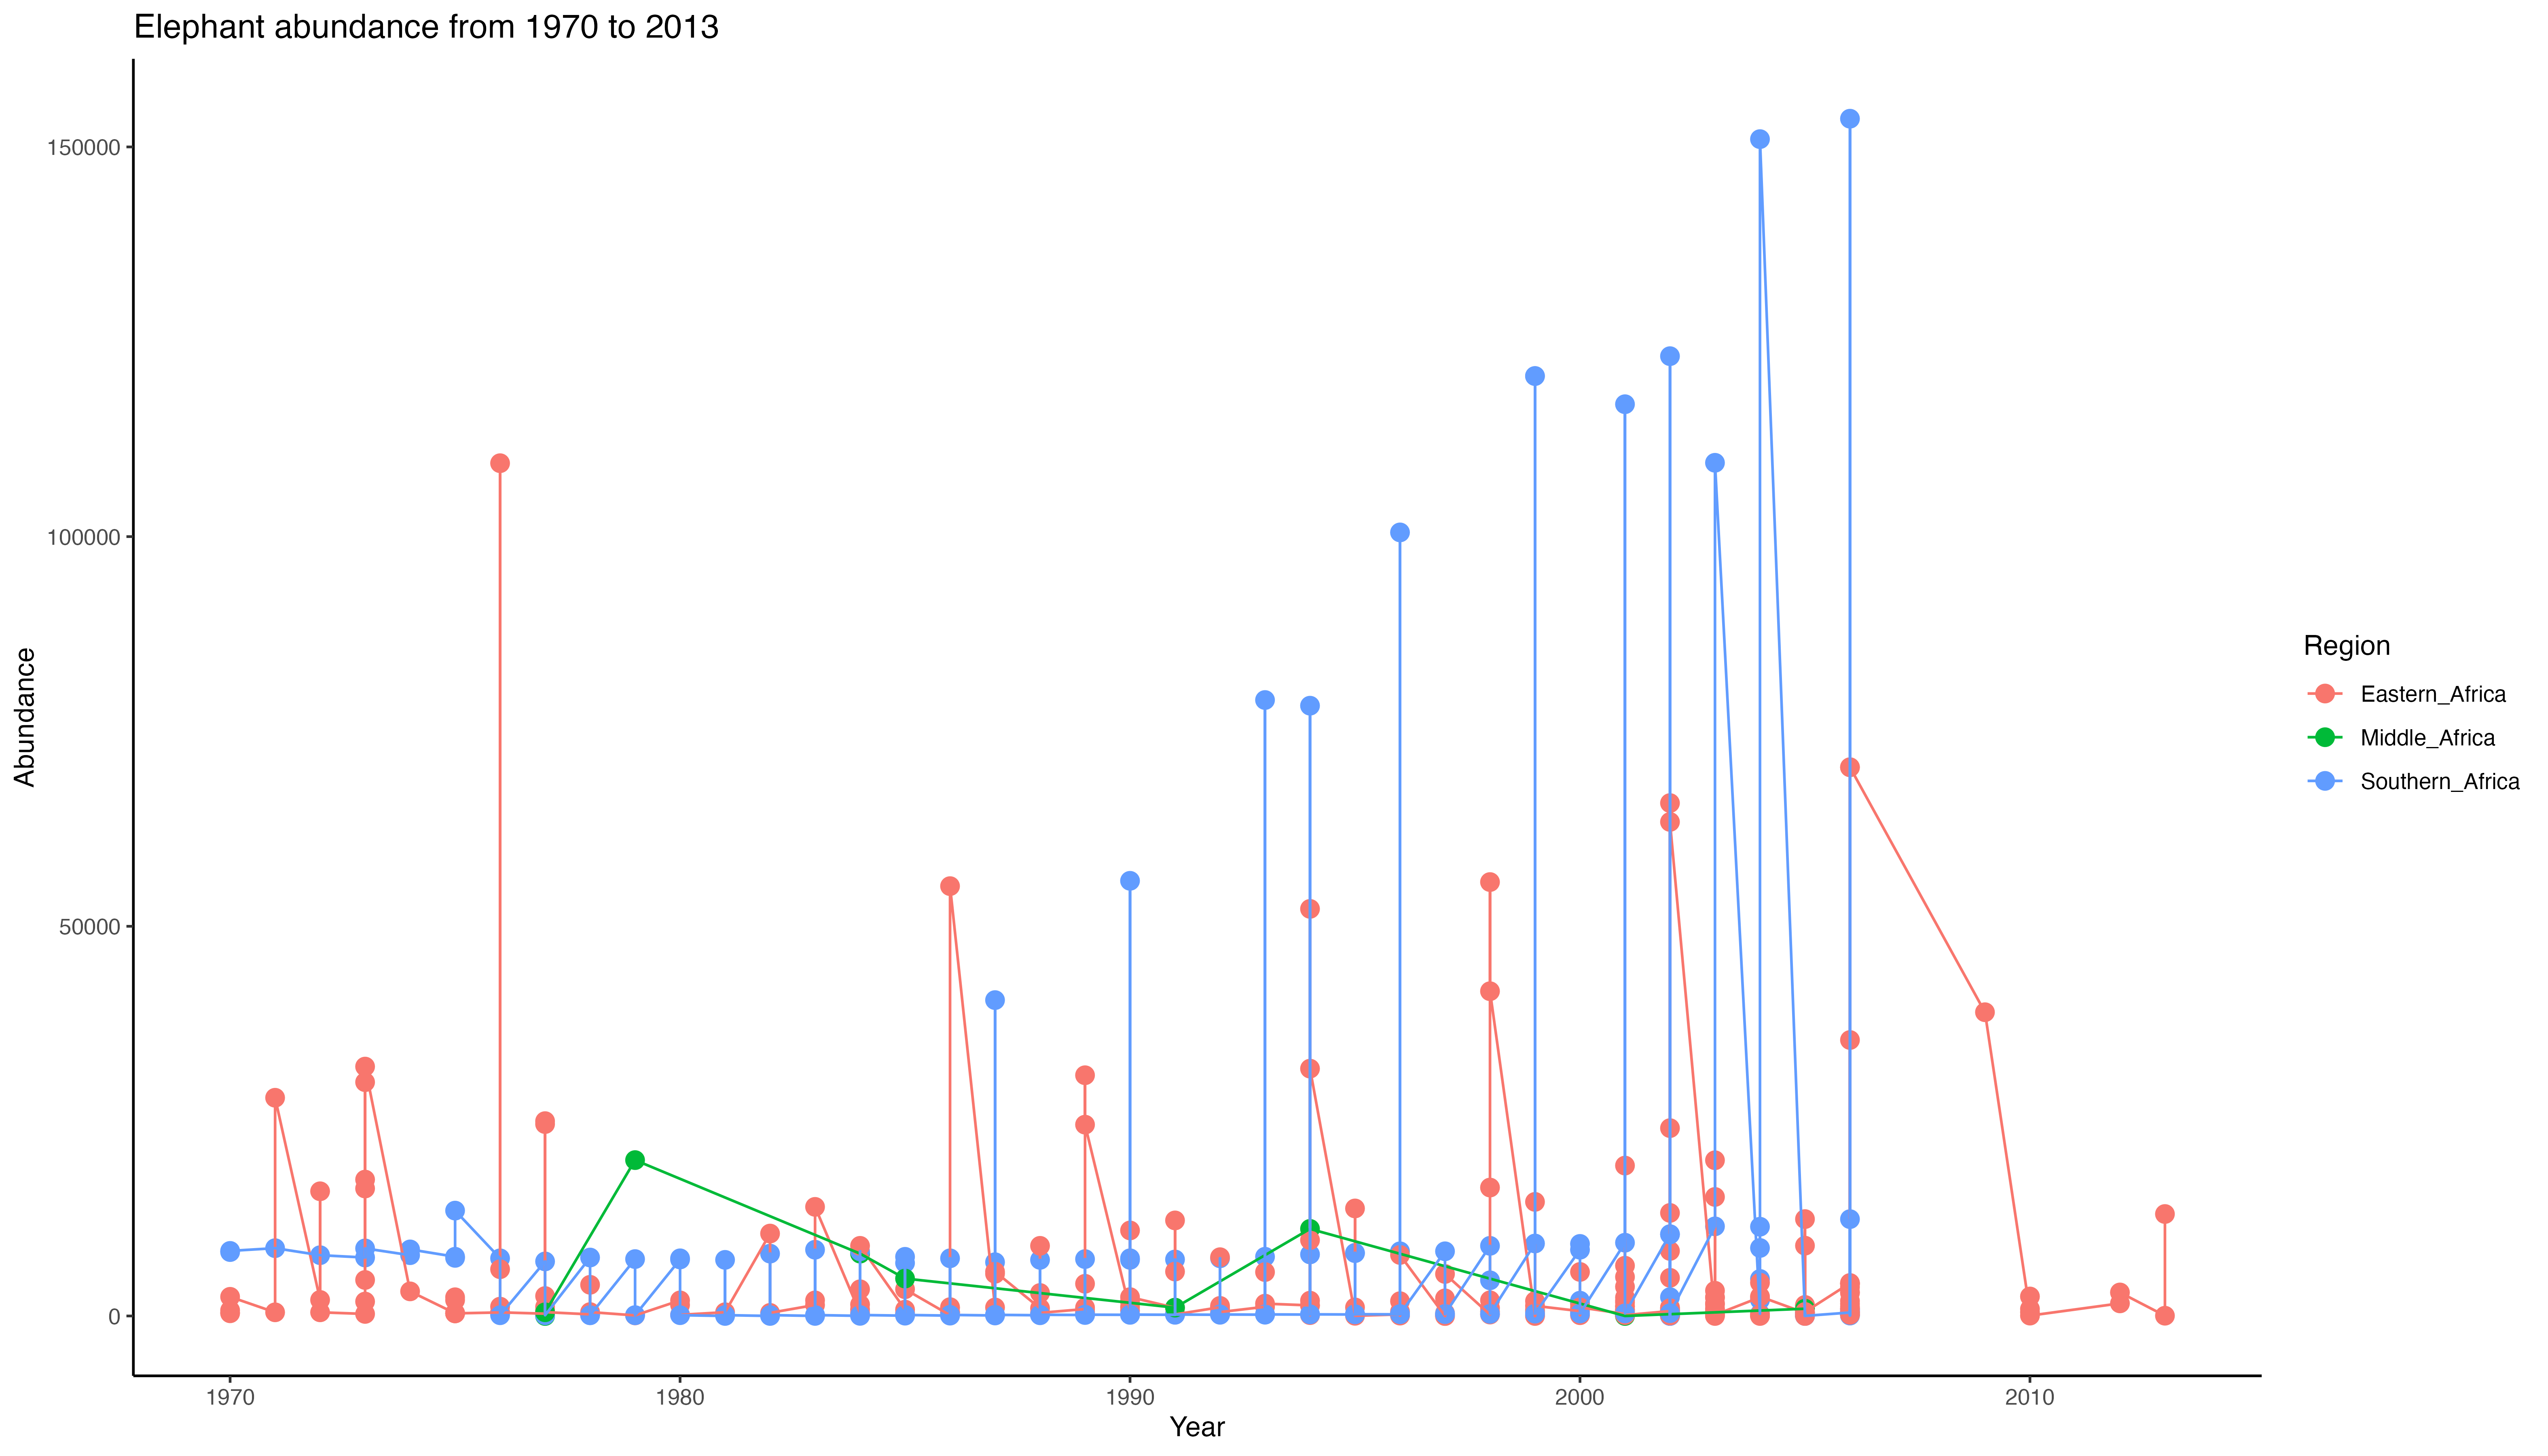 Elephant abundance from 1970 to 2013
150000
100000
50000
0
Abundance
1970 1980 1990 2000 2010
Year
Region
Eastern_Africa
Middle_Africa
Southern_Africa